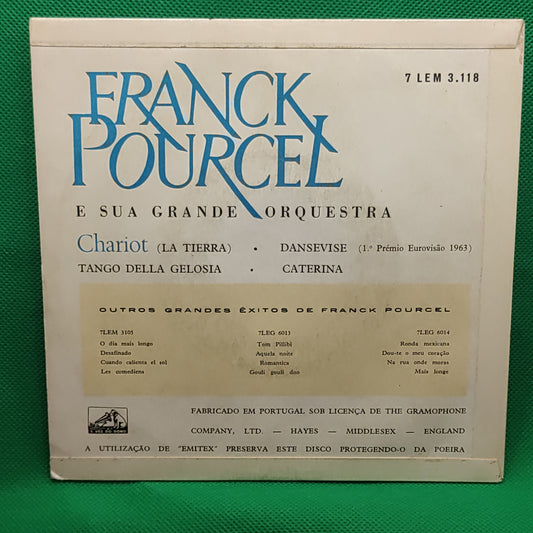 7 LEM 3.118
FRANCK
POURCEL
E SUA GRANDE ORQUESTRA
Chariot (LA TIERRA) • DANSEVISE (1.º Prémio Eurovisão 1963)
TANGO DELLA GELOSIA • CATERINA
OUTROS GRANDES ÊXITOS DE FRANCK POURCEL
7LEM 3105 7LEG 6013 7LEG 6014
O dia mais longo Tom Pillibi Ronda mexicana
Desafinado Aquela noite Dou-te o meu coração
Cuando calienta el sol Romantica Na rua onde moras
Les comediens Gouli gouli dou Mais longe
FABRICADO EM PORTUGAL SOB LICENÇA DE THE GRAMOPHONE
COMPANY, LTD. — HAYES — MIDDLESEX — ENGLAND
A UTILIZAÇÃO DE "EMITEX" PRESERVA ESTE DISCO PROTEGENDO-O DA POEIRA